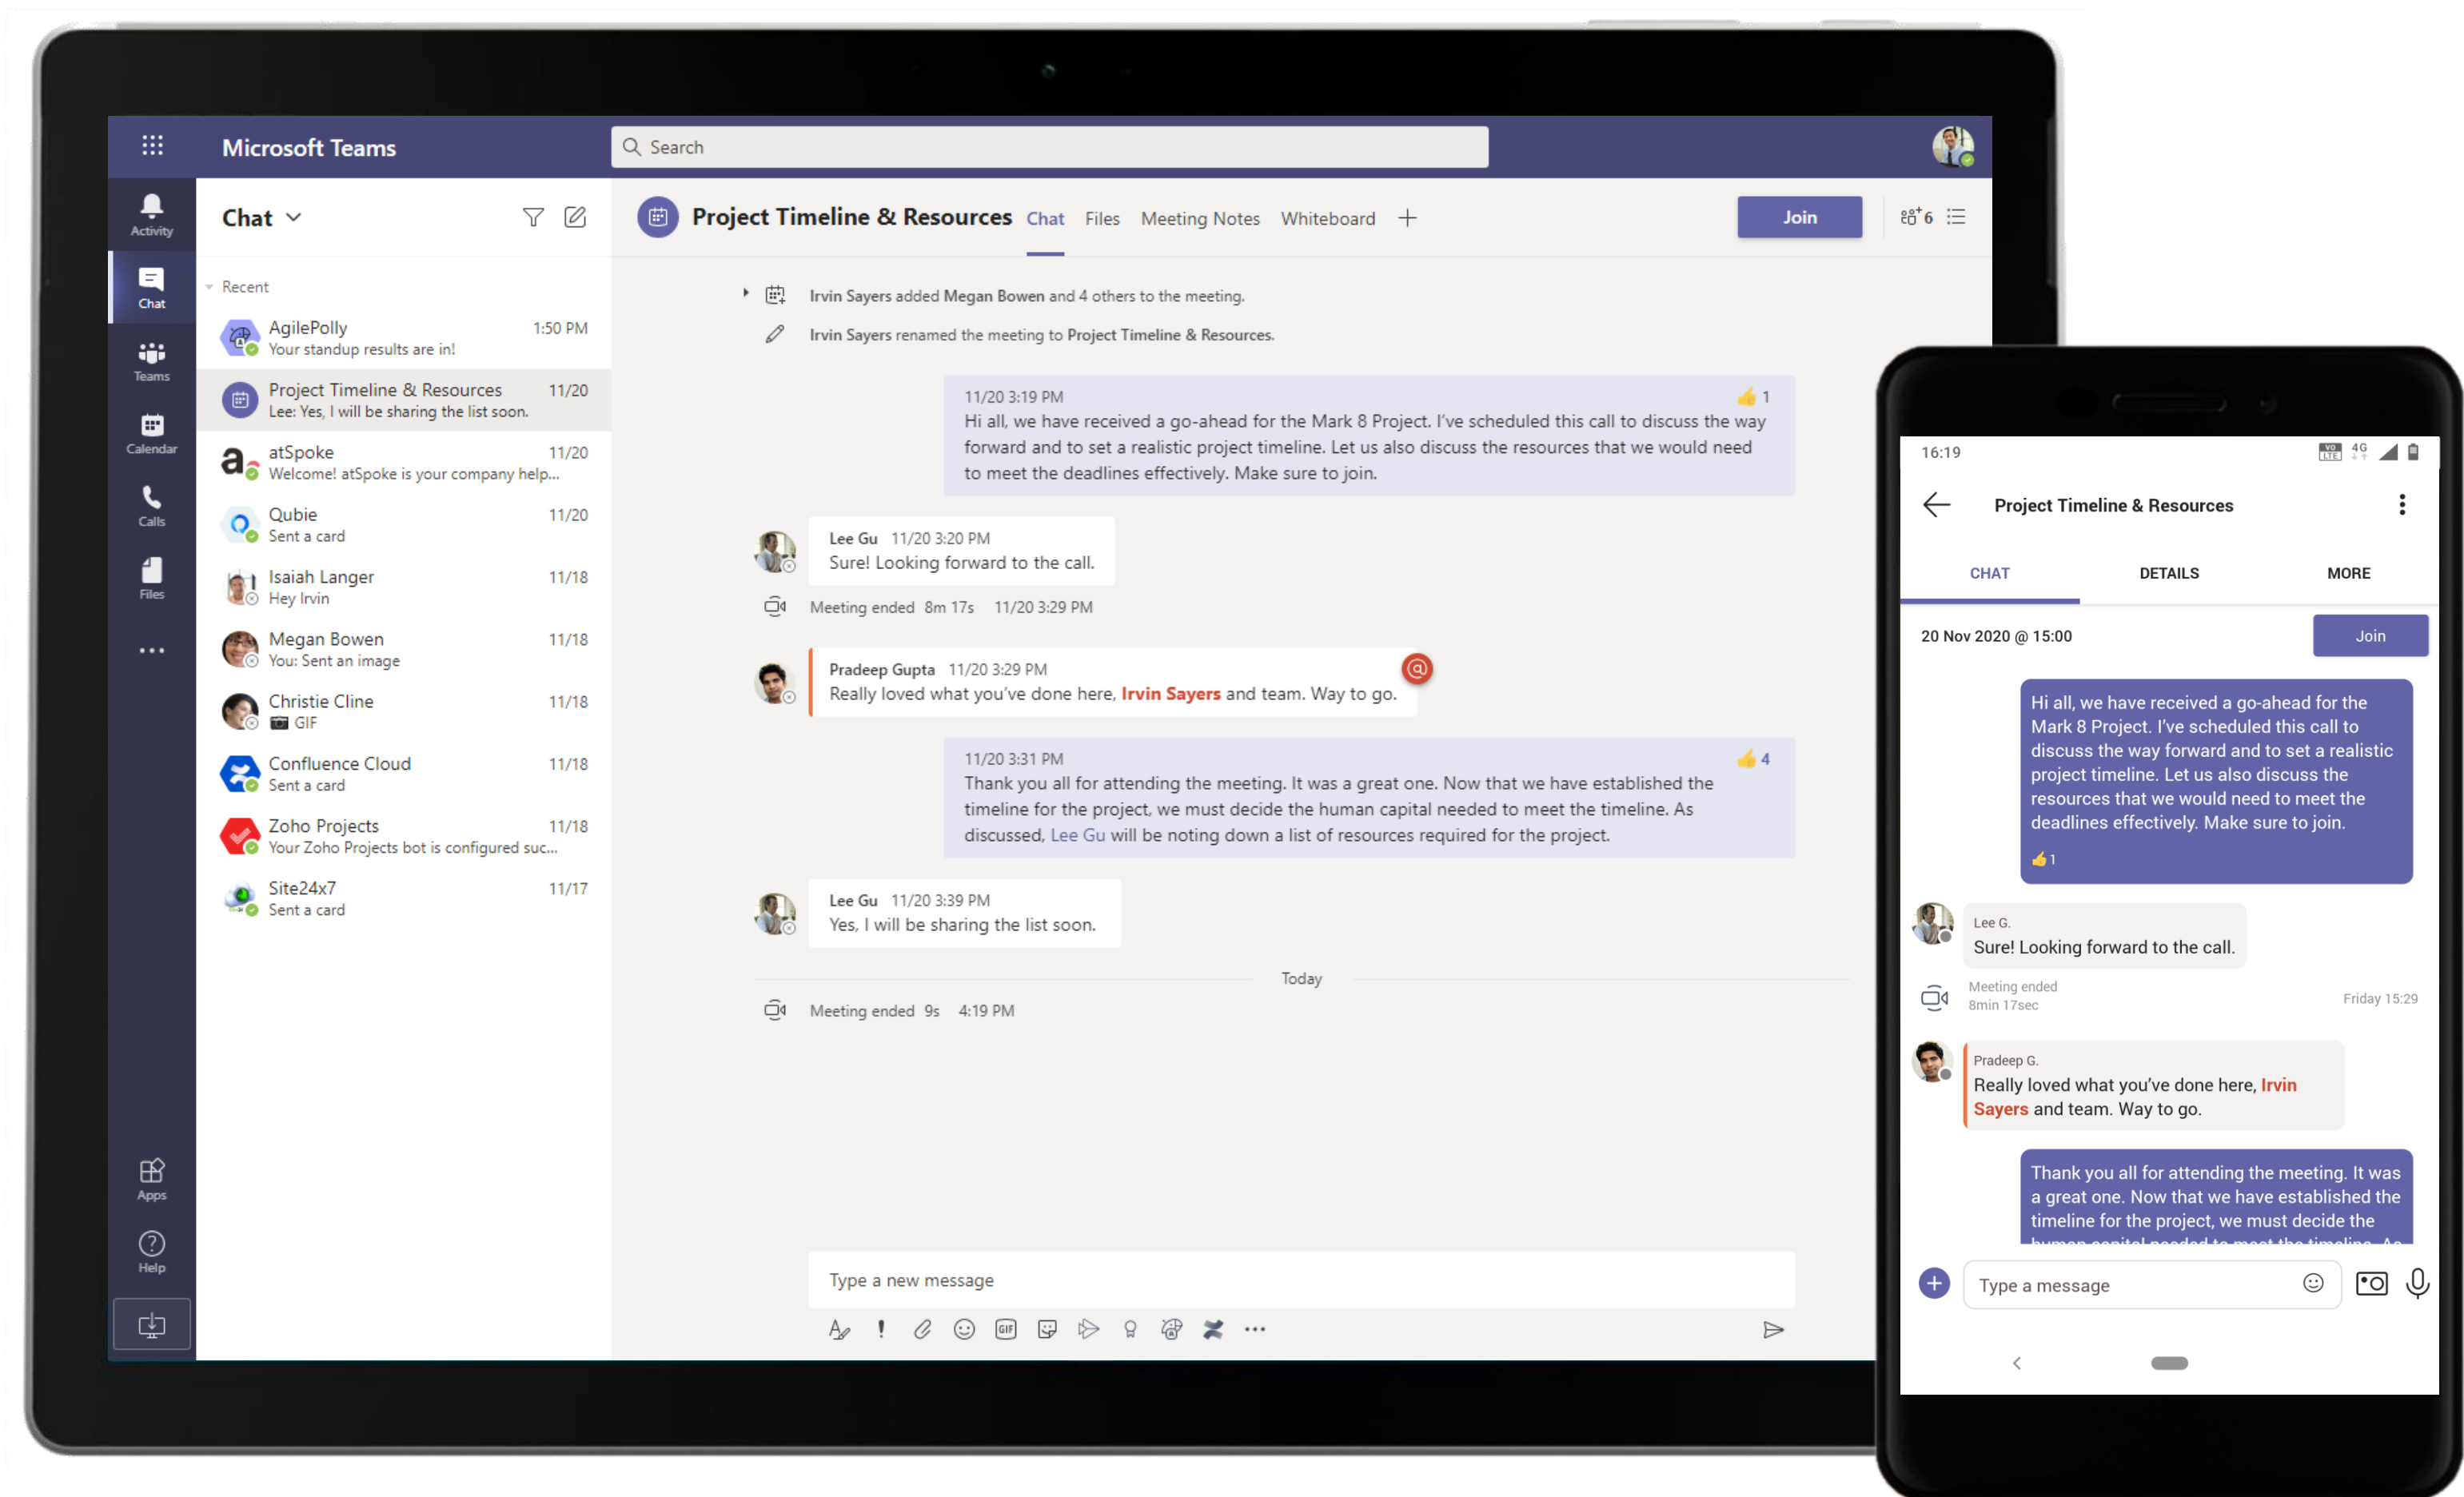 Microsoft Teams
Search
Activity
Chat
Teams
Calendar
Calls
Files
Apps
Help
Chat
Recent
AgilePolly 1:50 PM
Your standup results are in!
Project Timeline & Resources 11/20
Lee: Yes, I will be sharing the list soon.
atSpoke 11/20
Welcome! atSpoke is your company help...
Qubie 11/20
Sent a card
Isaiah Langer 11/18
Hey Irvin
Megan Bowen 11/18
You: Sent an image
Christie Cline 11/18
GIF
Confluence Cloud 11/18
Sent a card
Zoho Projects 11/18
Your Zoho Projects bot is configured suc...
Site24x7 11/17
Sent a card
Project Timeline & Resources Chat Files Meeting Notes Whiteboard
Join
6
Irvin Sayers added Megan Bowen and 4 others to the meeting.
Irvin Sayers renamed the meeting to Project Timeline & Resources.
11/20 3:19 PM 👍 1
Hi all, we have received a go-ahead for the Mark 8 Project. I've scheduled this call to discuss the way
forward and to set a realistic project timeline. Let us also discuss the resources that we would need
to meet the deadlines effectively. Make sure to join.
Lee Gu 11/20 3:20 PM
Sure! Looking forward to the call.
Meeting ended 8m 17s 11/20 3:29 PM
Pradeep Gupta 11/20 3:29 PM
@
Really loved what you've done here, Irvin Sayers and team. Way to go.
11/20 3:31 PM 👍 4
Thank you all for attending the meeting. It was a great one. Now that we have established the
timeline for the project, we must decide the human capital needed to meet the timeline. As
discussed, Lee Gu will be noting down a list of resources required for the project.
Lee Gu 11/20 3:39 PM
Yes, I will be sharing the list soon.
Today
Meeting ended 9s 4:19 PM
Type a new message
GIF
16:19 VO LTE 4G
Project Timeline & Resources
CHAT DETAILS MORE
20 Nov 2020 @ 15:00 Join
Hi all, we have received a go-ahead for the
Mark 8 Project. I've scheduled this call to
discuss the way forward and to set a realistic
project timeline. Let us also discuss the
resources that we would need to meet the
deadlines effectively. Make sure to join.
👍 1
Lee G.
Sure! Looking forward to the call.
Meeting ended
8min 17sec
Friday 15:29
Pradeep G.
Really loved what you've done here, Irvin
Sayers and team. Way to go.
Thank you all for attending the meeting. It was
a great one. Now that we have established the
timeline for the project, we must decide the
human capital needed to meet the timeline. As
Type a message